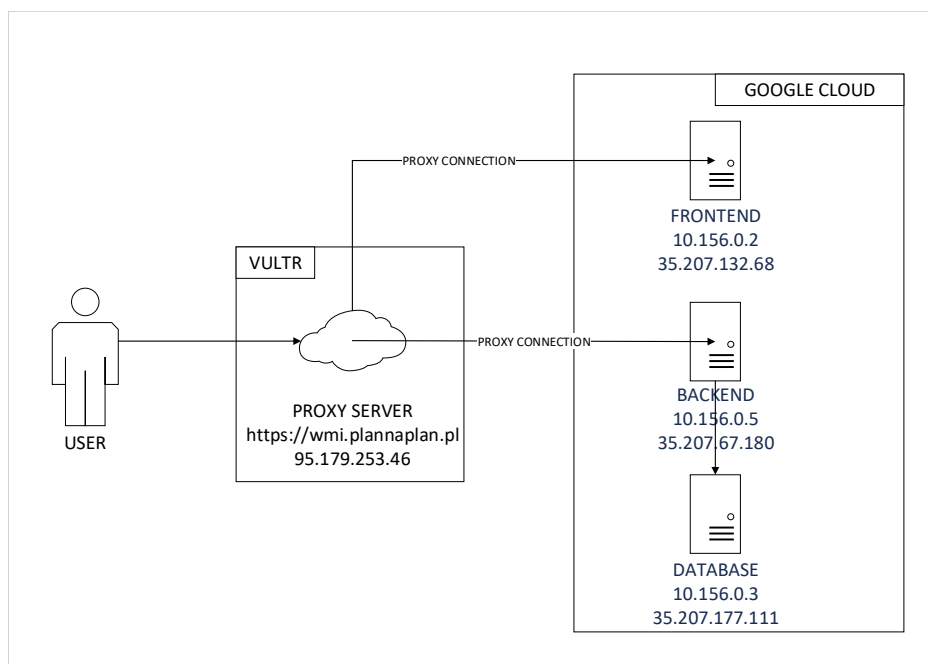 GOOGLE CLOUD
PROXY CONNECTION
FRONTEND
10.156.0.2
35.207.132.68
VULTR
PROXY CONNECTION
PROXY SERVER
https://wmi.plannaplan.pl
95.179.253.46
USER
BACKEND
10.156.0.5
35.207.67.180
DATABASE
10.156.0.3
35.207.177.111